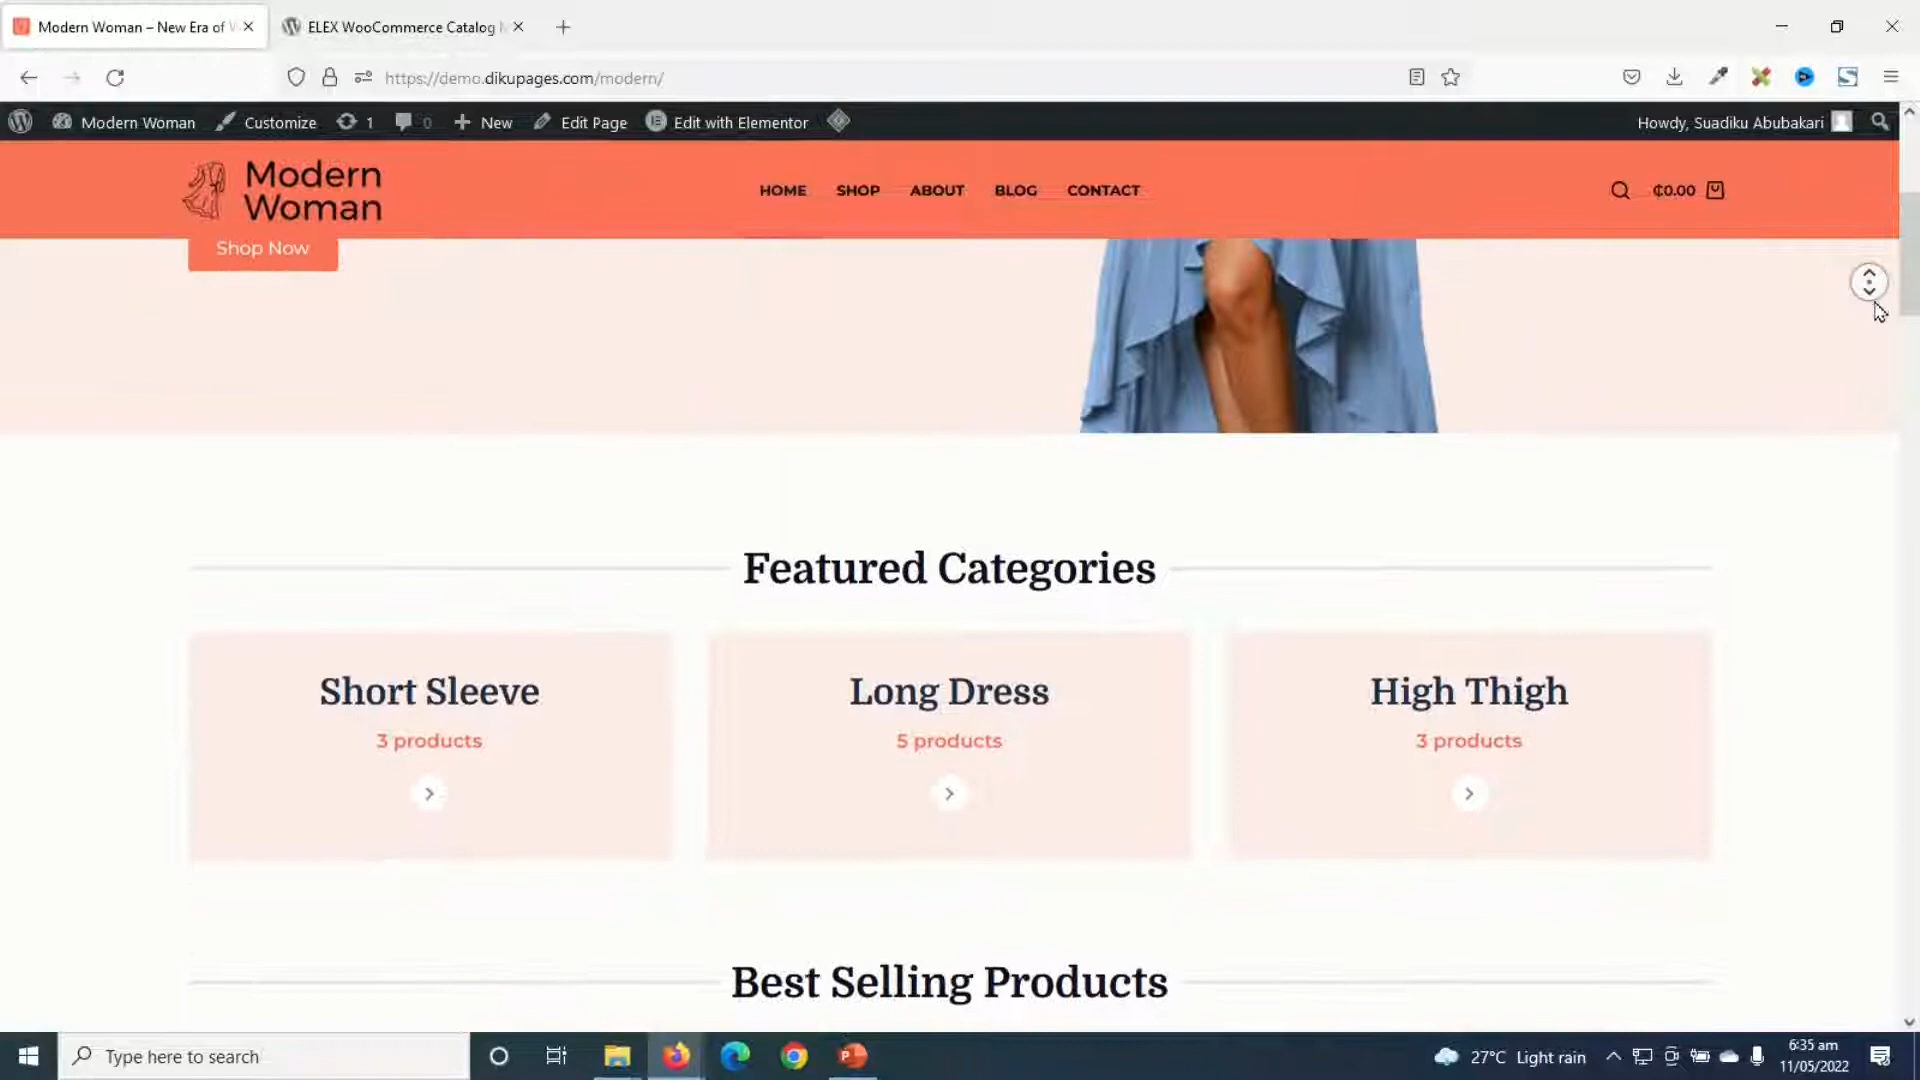 Modern Woman – New Era of W
ELEX WooCommerce Catalog M
https://demo.dikupages.com/modern/
Modern Woman
Customize
1
0
New
Edit Page
Edit with Elementor
Howdy, Suadiku Abubakari
Modern
Woman
HOME
SHOP
ABOUT
BLOG
CONTACT
₵0.00
Shop Now
Featured Categories
Short Sleeve
3 products
Long Dress
5 products
High Thigh
3 products
Best Selling Products
Type here to search
27°C Light rain
6:35 am
11/05/2022